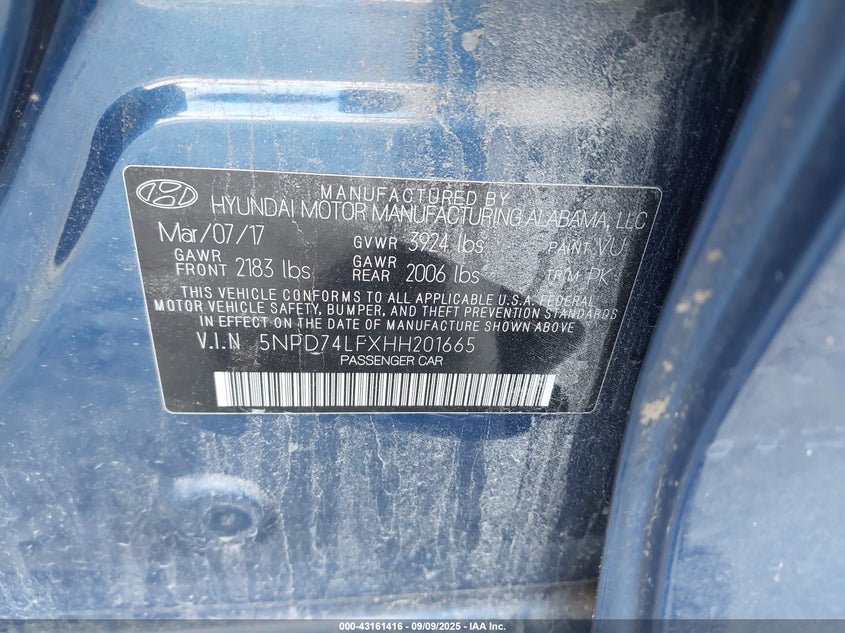 MANUFACTURED BY
HYUNDAI MOTOR MANUFACTURING ALABAMA, LLC
Mar/07/17 GVWR 3924 lbs PAINT VU
GAWR FRONT 2183 lbs GAWR REAR 2006 lbs TRIM PK
THIS VEHICLE CONFORMS TO ALL APPLICABLE U.S.A. FEDERAL
MOTOR VEHICLE SAFETY, BUMPER, AND THEFT PREVENTION STANDARDS
IN EFFECT ON THE DATE OF MANUFACTURE SHOWN ABOVE
V.I.N 5NPD74LFXHH201665
PASSENGER CAR
000-43161416 - 09/09/2025 - IAA Inc.